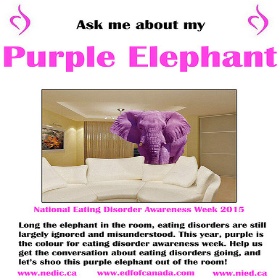 Ask me about my
Purple Elephant
National Eating Disorder Awareness Week 2015
Long the elephant in the room, eating disorders are still
largely ignored and misunderstood. This year, purple is
the colour for eating disorder awareness week. Help us
get the conversation about eating disorders going, and
let's shoo this purple elephant out of the room!
www.nedic.ca www.edfofcanada.com www.nied.ca